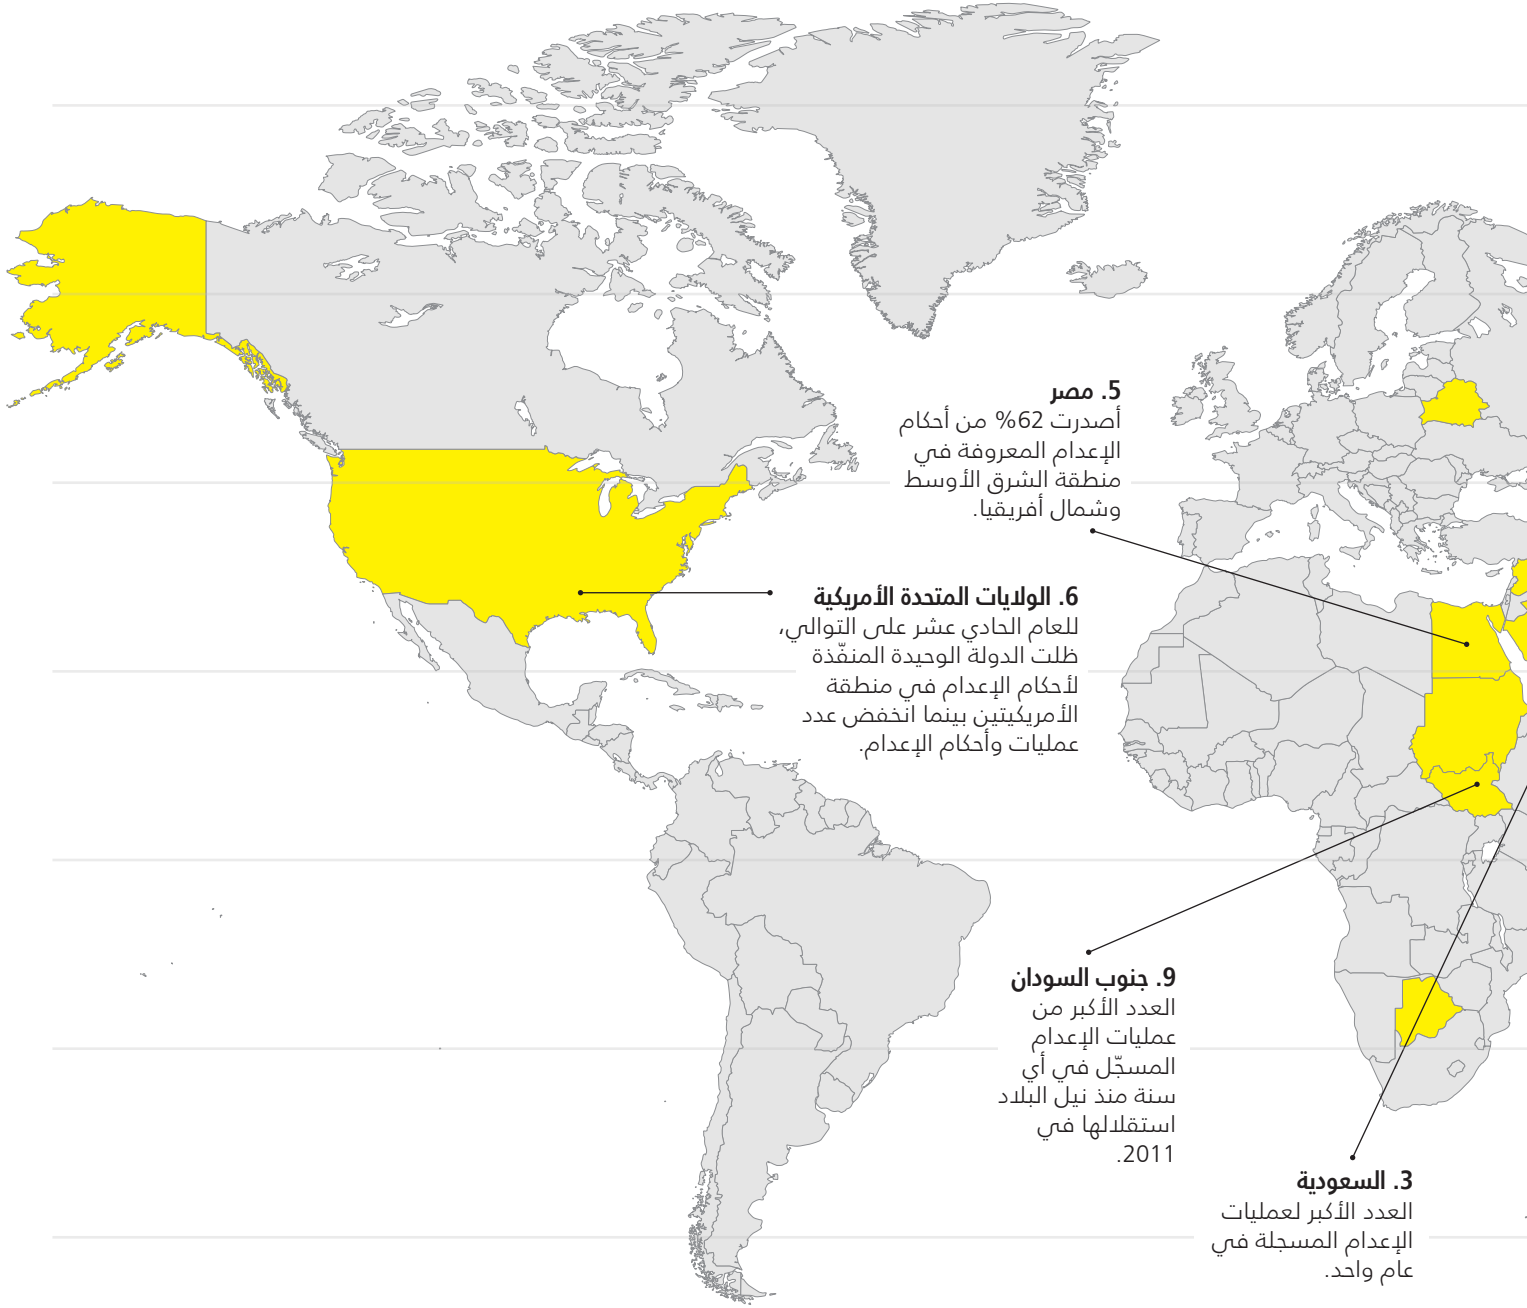 5. مصر
أصدرت 62% من أحكام
الإعدام المعروفة في
منطقة الشرق الأوسط
وشمال أفريقيا.
6. الولايات المتحدة الأمريكية
للعام الحادي عشر على التوالي،
ظلت الدولة الوحيدة المنفّذة
لأحكام الإعدام في منطقة
الأمريكيتين بينما انخفض عدد
عمليات وأحكام الإعدام.
9. جنوب السودان
العدد الأكبر من
عمليات الإعدام
المسجّل في أي
سنة منذ نيل البلاد
استقلالها في
2011.
3. السعودية
العدد الأكبر لعمليات
الإعدام المسجلة في
عام واحد.